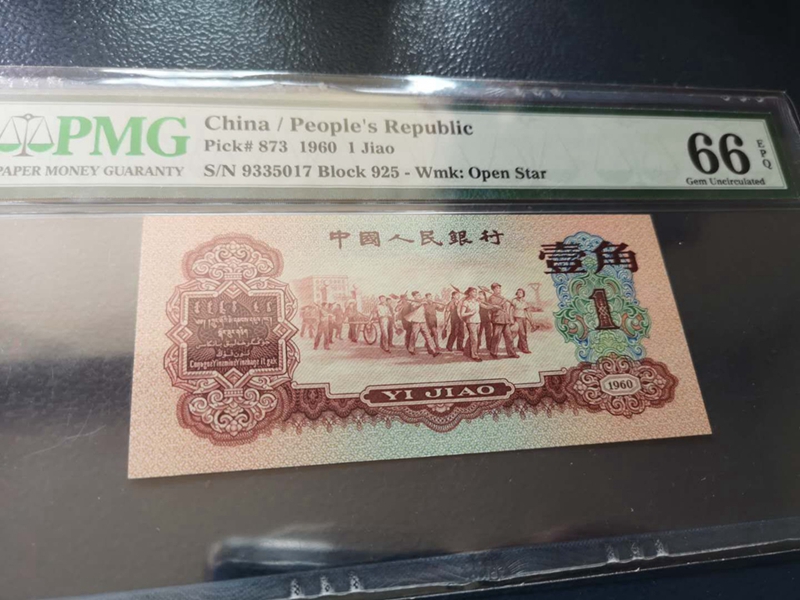 PMG
PAPER MONEY GUARANTY
China / People's Republic
Pick# 873 1960 1 Jiao
S/N 9335017 Block 925 - Wmk: Open Star
66 EPQ
Gem Uncirculated
中國人民銀行
壹角
1
YI JIAO
1960